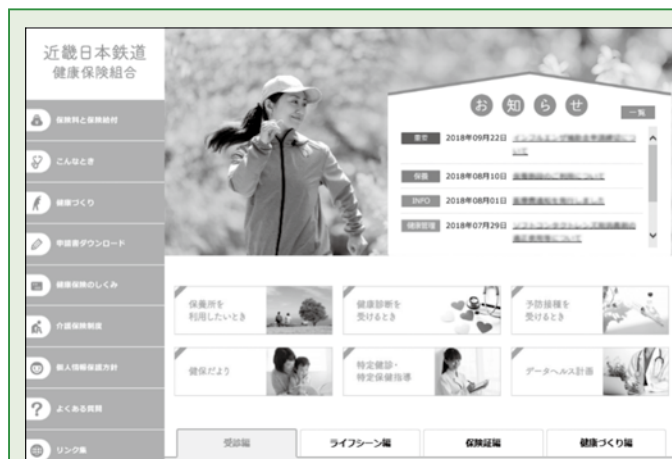 近畿日本鉄道
健康保険組合
保険料と保険給付
こんなとき
健康づくり
申請書ダウンロード
健康保険のしくみ
介護保険制度
個人情報保護方針
よくある質問
リンク集
お知らせ
一覧
2018年09月22日
保養 2018年08月10日
INFO 2018年08月01日
健康管理 2018年07月29日
保養所を
利用したいとき
健康診断を
受けるとき
予防接種を
受けるとき
健保だより
特定健診・
特定保健指導
データヘルス計画
受診編 ライフシーン編 保険証編 健康づくり編